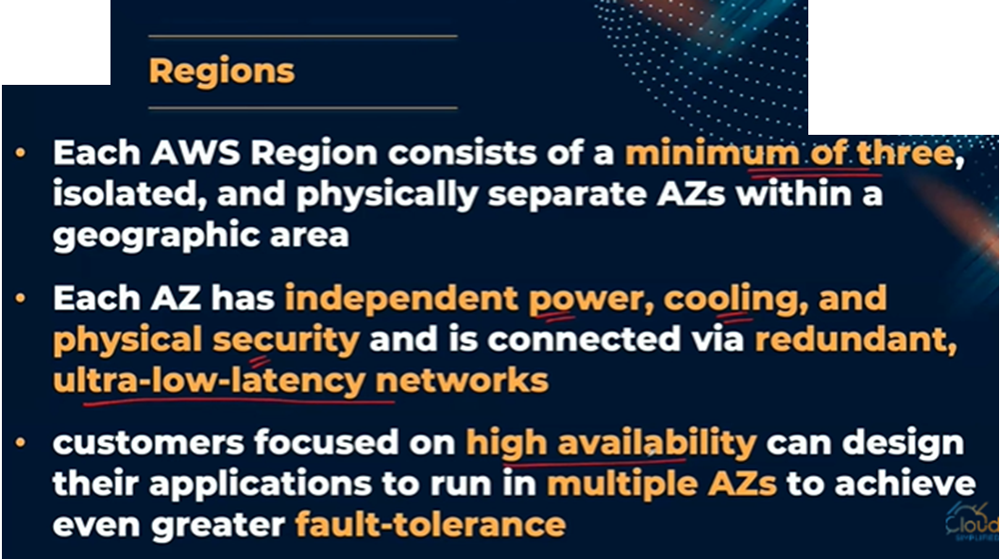 Regions
• Each AWS Region consists of a minimum of three,
isolated, and physically separate AZs within a
geographic area
• Each AZ has independent power, cooling, and
physical security and is connected via redundant,
ultra-low-latency networks
• customers focused on high availability can design
their applications to run in multiple AZs to achieve
even greater fault-tolerance
Cloud